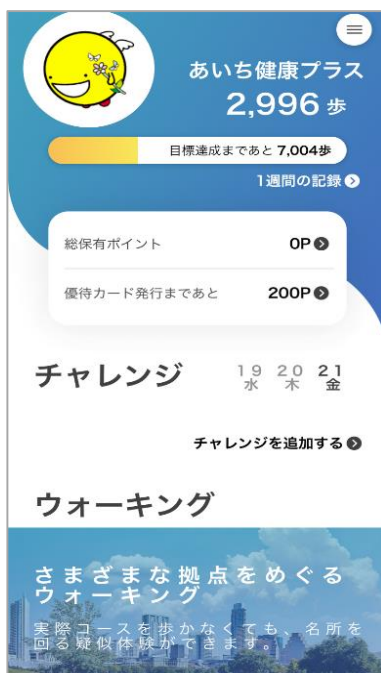 あいち健康プラス
2,996 歩
目標達成まであと 7,004歩
1週間の記録
総保有ポイント 0P
優待カード発行まであと 200P
チャレンジ 19 20 21
水 木 金
チャレンジを追加する
ウォーキング
さまざまな拠点をめぐる
ウォーキング
実際コースを歩かなくても、名所を
回る疑似体験ができます。